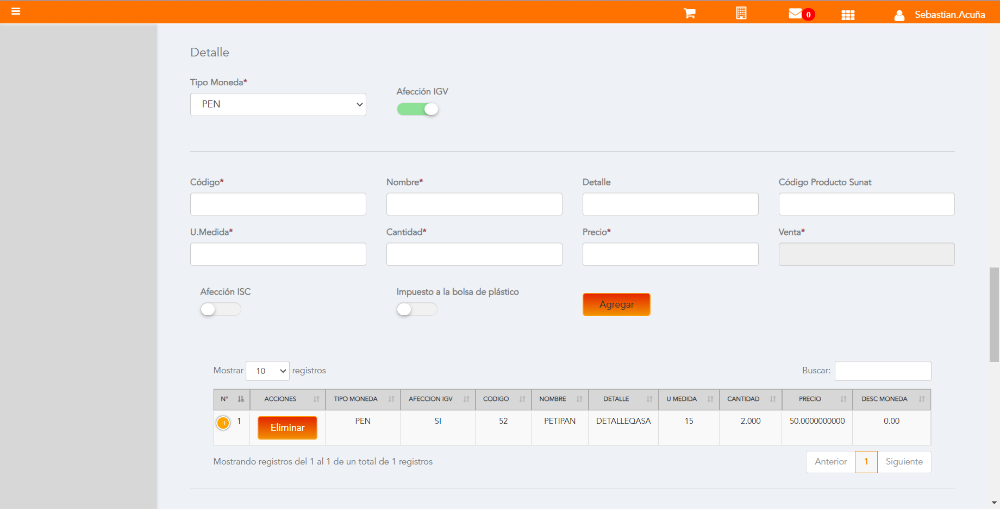 0
Sebastian.Acuña
Detalle
Tipo Moneda*
PEN
Afección IGV
Código*
Nombre*
Detalle
Código Producto Sunat
U.Medida*
Cantidad*
Precio*
Venta*
Afección ISC
Impuesto a la bolsa de plástico
Agregar
Mostrar 10 registros
Buscar:
N° ACCIONES TIPO MONEDA AFECCION IGV CODIGO NOMBRE DETALLE U MEDIDA CANTIDAD PRECIO DESC MONEDA
+ 1 Eliminar PEN SI 52 PETIPAN DETALLEQASA 15 2.000 50.0000000000 0.00
Mostrando registros del 1 al 1 de un total de 1 registros
Anterior 1 Siguiente